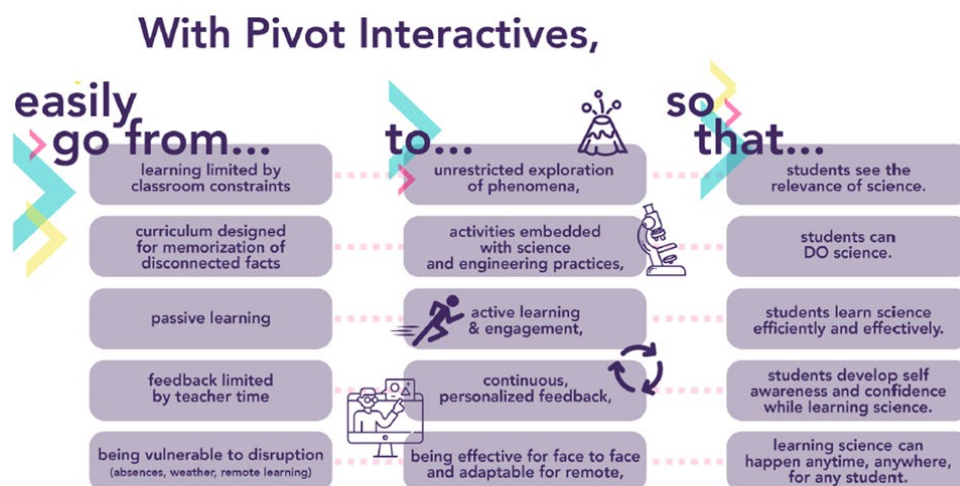 With Pivot Interactives,
easily
go from...
to...
so
that...
learning limited by
classroom constraints
unrestricted exploration
of phenomena,
students see the
relevance of science.
curriculum designed
for memorization of
disconnected facts
activities embedded
with science
and engineering practices,
students can
DO science.
passive learning
active learning
& engagement,
students learn science
efficiently and effectively.
feedback limited
by teacher time
continuous,
personalized feedback,
students develop self
awareness and confidence
while learning science.
being vulnerable to disruption
(absences, weather, remote learning)
being effective for face to face
and adaptable for remote,
learning science can
happen anytime, anywhere,
for any student.